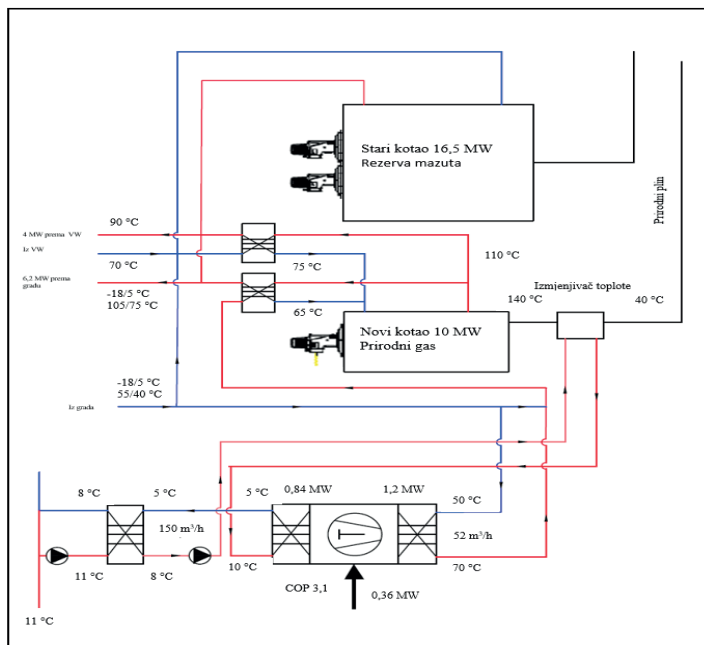 Stari kotao 16,5 MW
Rezerva mazuta
Prirodni plin
90 °C
4 MW prema VW
Iz VW
70 °C
75 °C
110 °C
6,2 MW prema
gradu
-18/5 °C
105/75 °C
65 °C
Izmjenjivač toplote
140 °C
40 °C
Novi kotao 10 MW
Prirodni gas
-18/5 °C
55/40 °C
Iz grada
8 °C
5 °C
5 °C
0,84 MW
1,2 MW
50 °C
150 m³/h
52 m³/h
11 °C
8 °C
10 °C
70 °C
COP 3,1
0,36 MW
11 °C